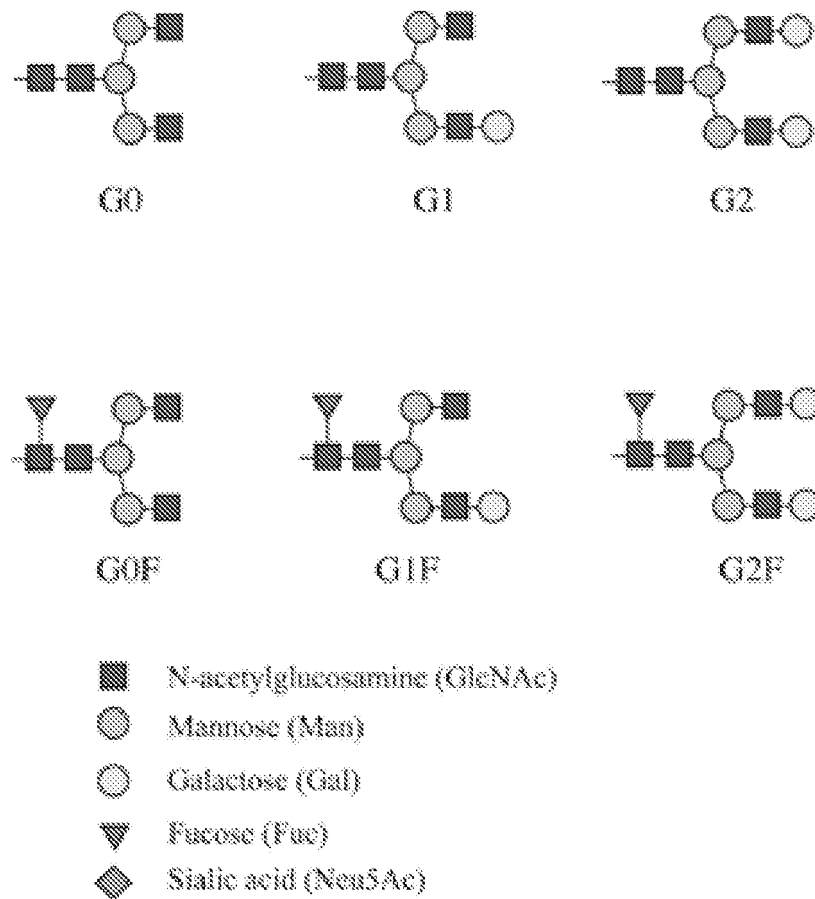 G0 G1 G2
G0F G1F G2F
N-acetylglucosamine (GlcNAc)
Mannose (Man)
Galactose (Gal)
Fucose (Fuc)
Sialic acid (Neu5Ac)